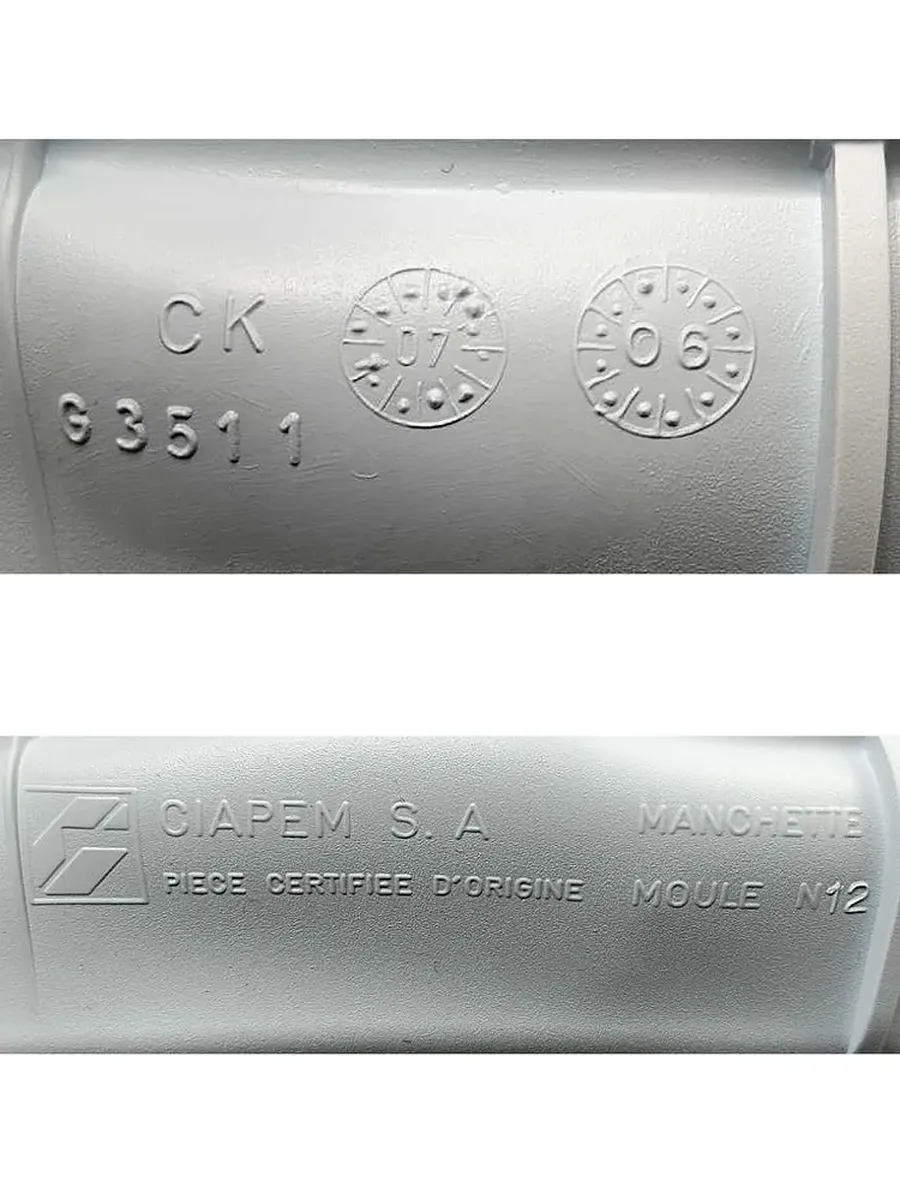 CK 07 06
G3511
CIAPEM S.A MANCHETTE
PIECE CERTIFIEE D'ORIGINE MOULE N12